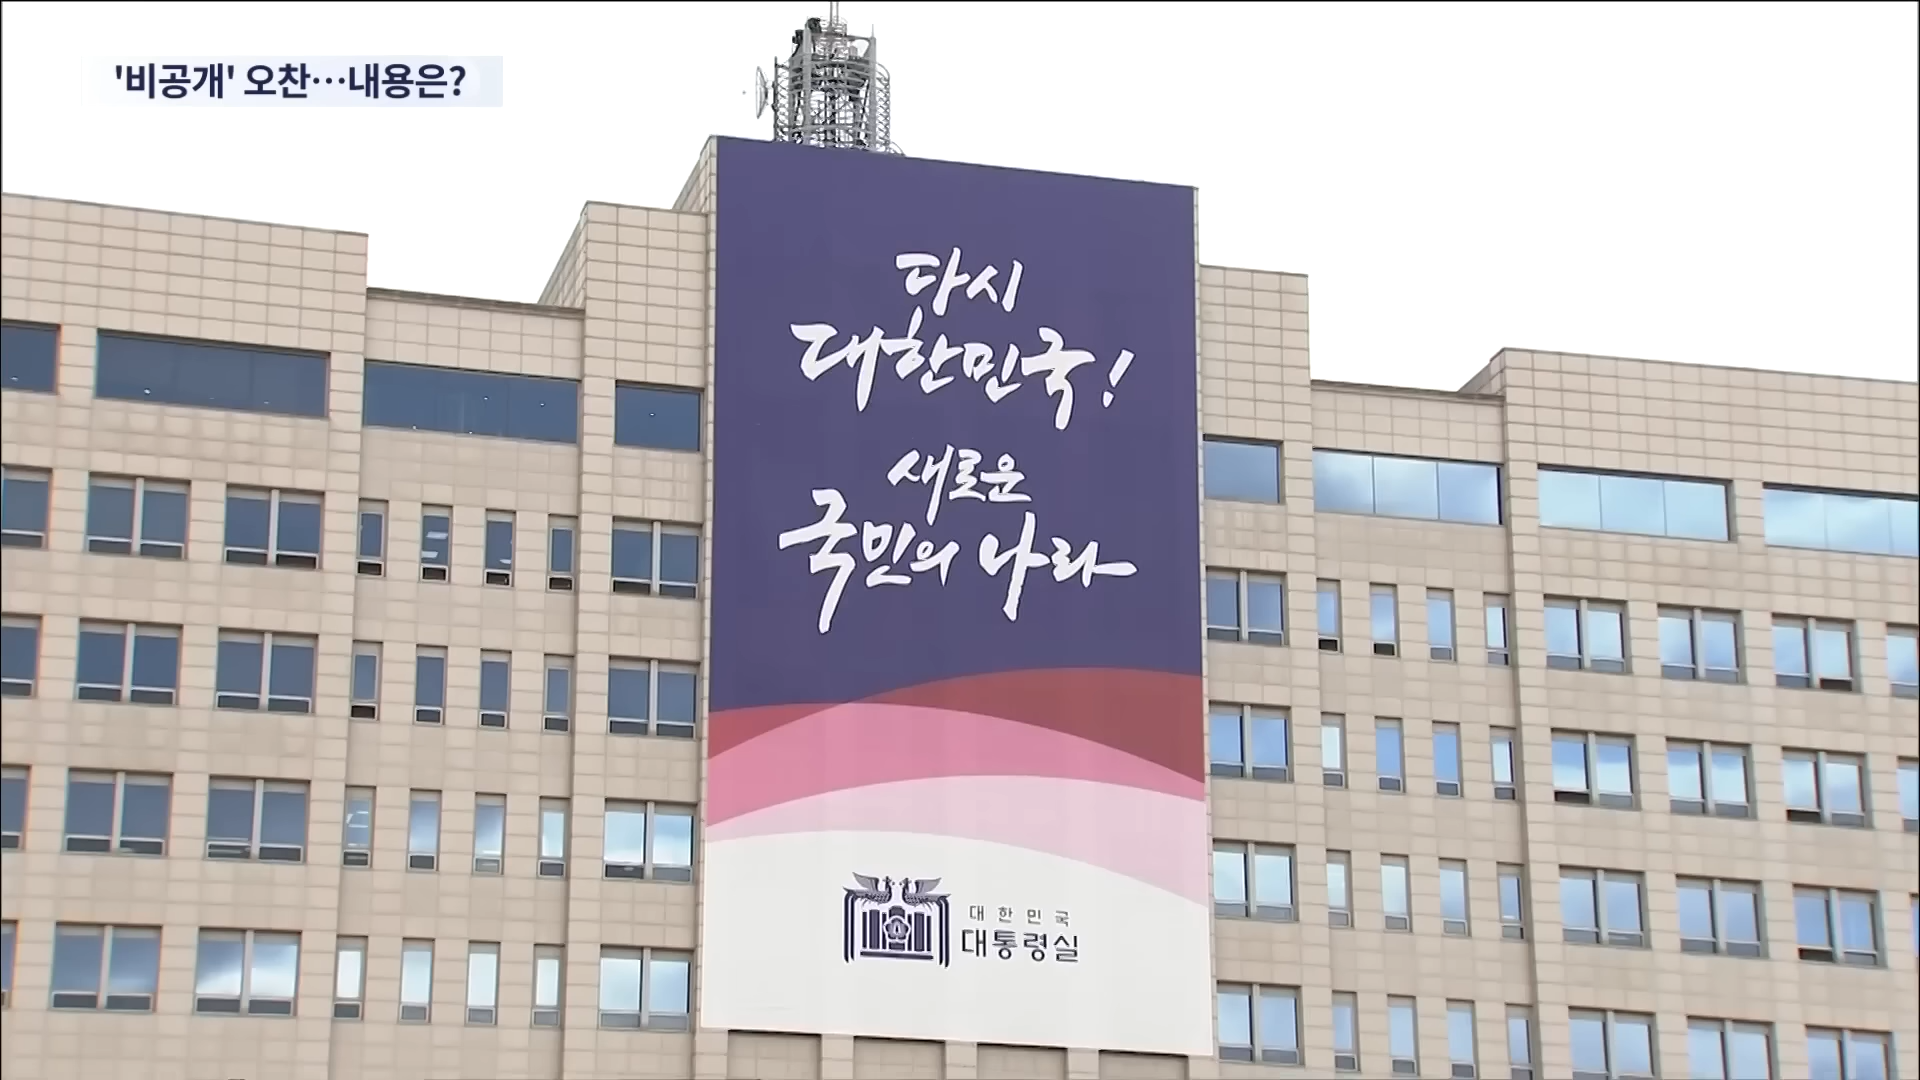 '비공개' 오찬…내용은?
다시
대한민국!
새로운
국민의 나라
대한민국
대통령실